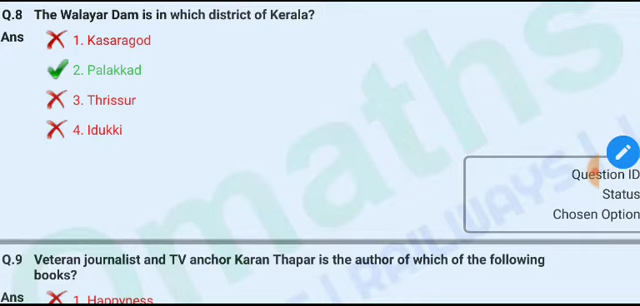 Q.8 The Walayar Dam is in which district of Kerala?
Ans 1. Kasaragod
2. Palakkad
3. Thrissur
4. Idukki
Question ID
Status
Chosen Option
Q.9 Veteran journalist and TV anchor Karan Thapar is the author of which of the following
books?
Ans 1. Happyness
maths
| RAILWAYS |